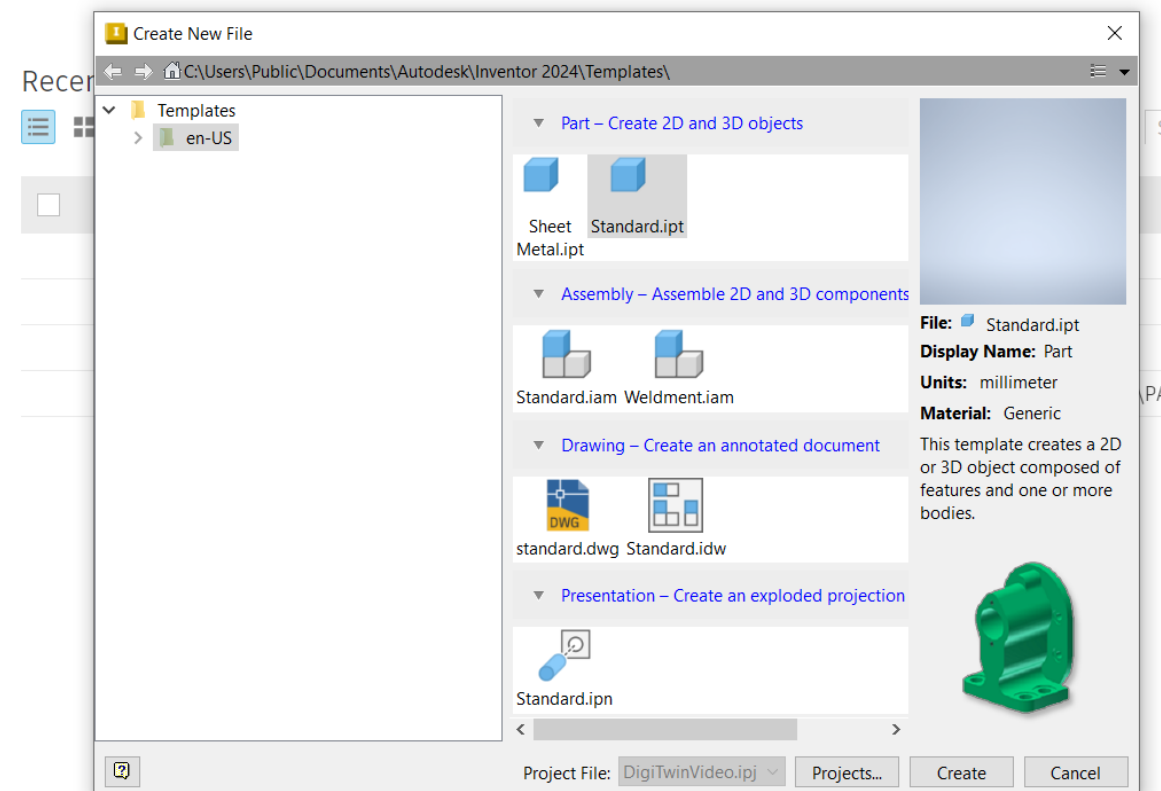 Create New File
C:\Users\Public\Documents\Autodesk\Inventor 2024\Templates\
Recer
Templates
en-US
Part – Create 2D and 3D objects
Sheet
Metal.ipt
Standard.ipt
Assembly – Assemble 2D and 3D components
Standard.iam
Weldment.iam
Drawing – Create an annotated document
DWG
standard.dwg
Standard.idw
Presentation – Create an exploded projection
Standard.ipn
File: Standard.ipt
Display Name: Part
Units: millimeter
Material: Generic
This template creates a 2D
or 3D object composed of
features and one or more
bodies.
\PA
Project File: DigiTwinVideo.ipj
Projects...
Create
Cancel